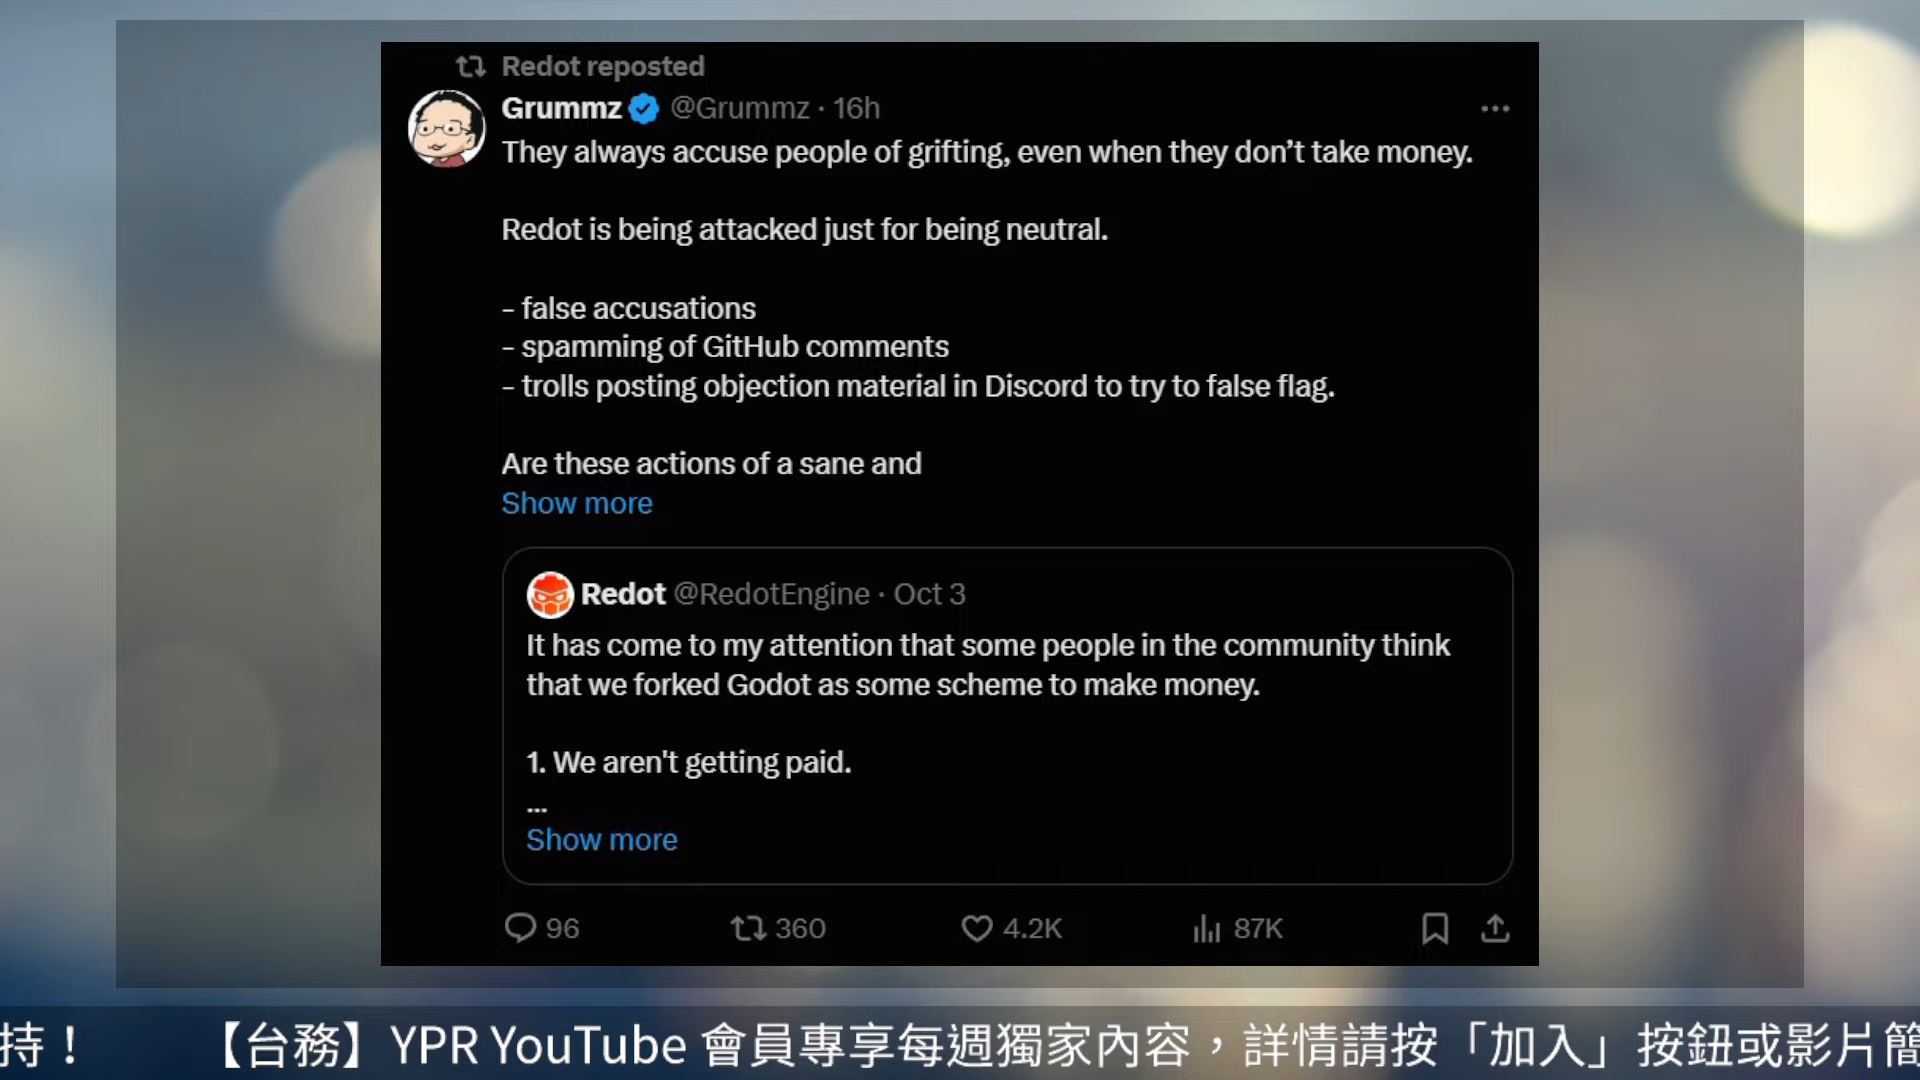 Redot reposted
Grummz @Grummz · 16h
They always accuse people of grifting, even when they don’t take money.
Redot is being attacked just for being neutral.
- false accusations
- spamming of GitHub comments
- trolls posting objection material in Discord to try to false flag.
Are these actions of a sane and
Show more
Redot @RedotEngine · Oct 3
It has come to my attention that some people in the community think
that we forked Godot as some scheme to make money.
1. We aren't getting paid.
...
Show more
96 360 4.2K 87K
持！ 【台務】YPR YouTube 會員專享每週獨家內容，詳情請按「加入」按鈕或影片簡